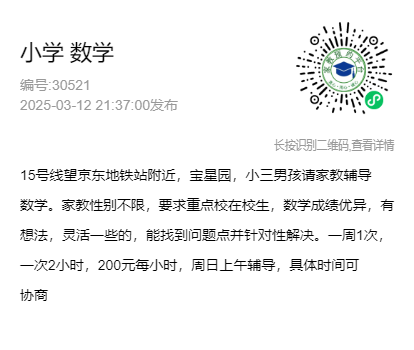 小学 数学
编号:30521
2025-03-12 21:37:00发布
长按识别二维码,查看详情
15号线望京东地铁站附近，宝星园，小三男孩请家教辅导
数学。家教性别不限，要求重点校在校生，数学成绩优异，有
想法，灵活一些的，能找到问题点并针对性解决。一周1次，
一次2小时，200元每小时，周日上午辅导，具体时间可
协商